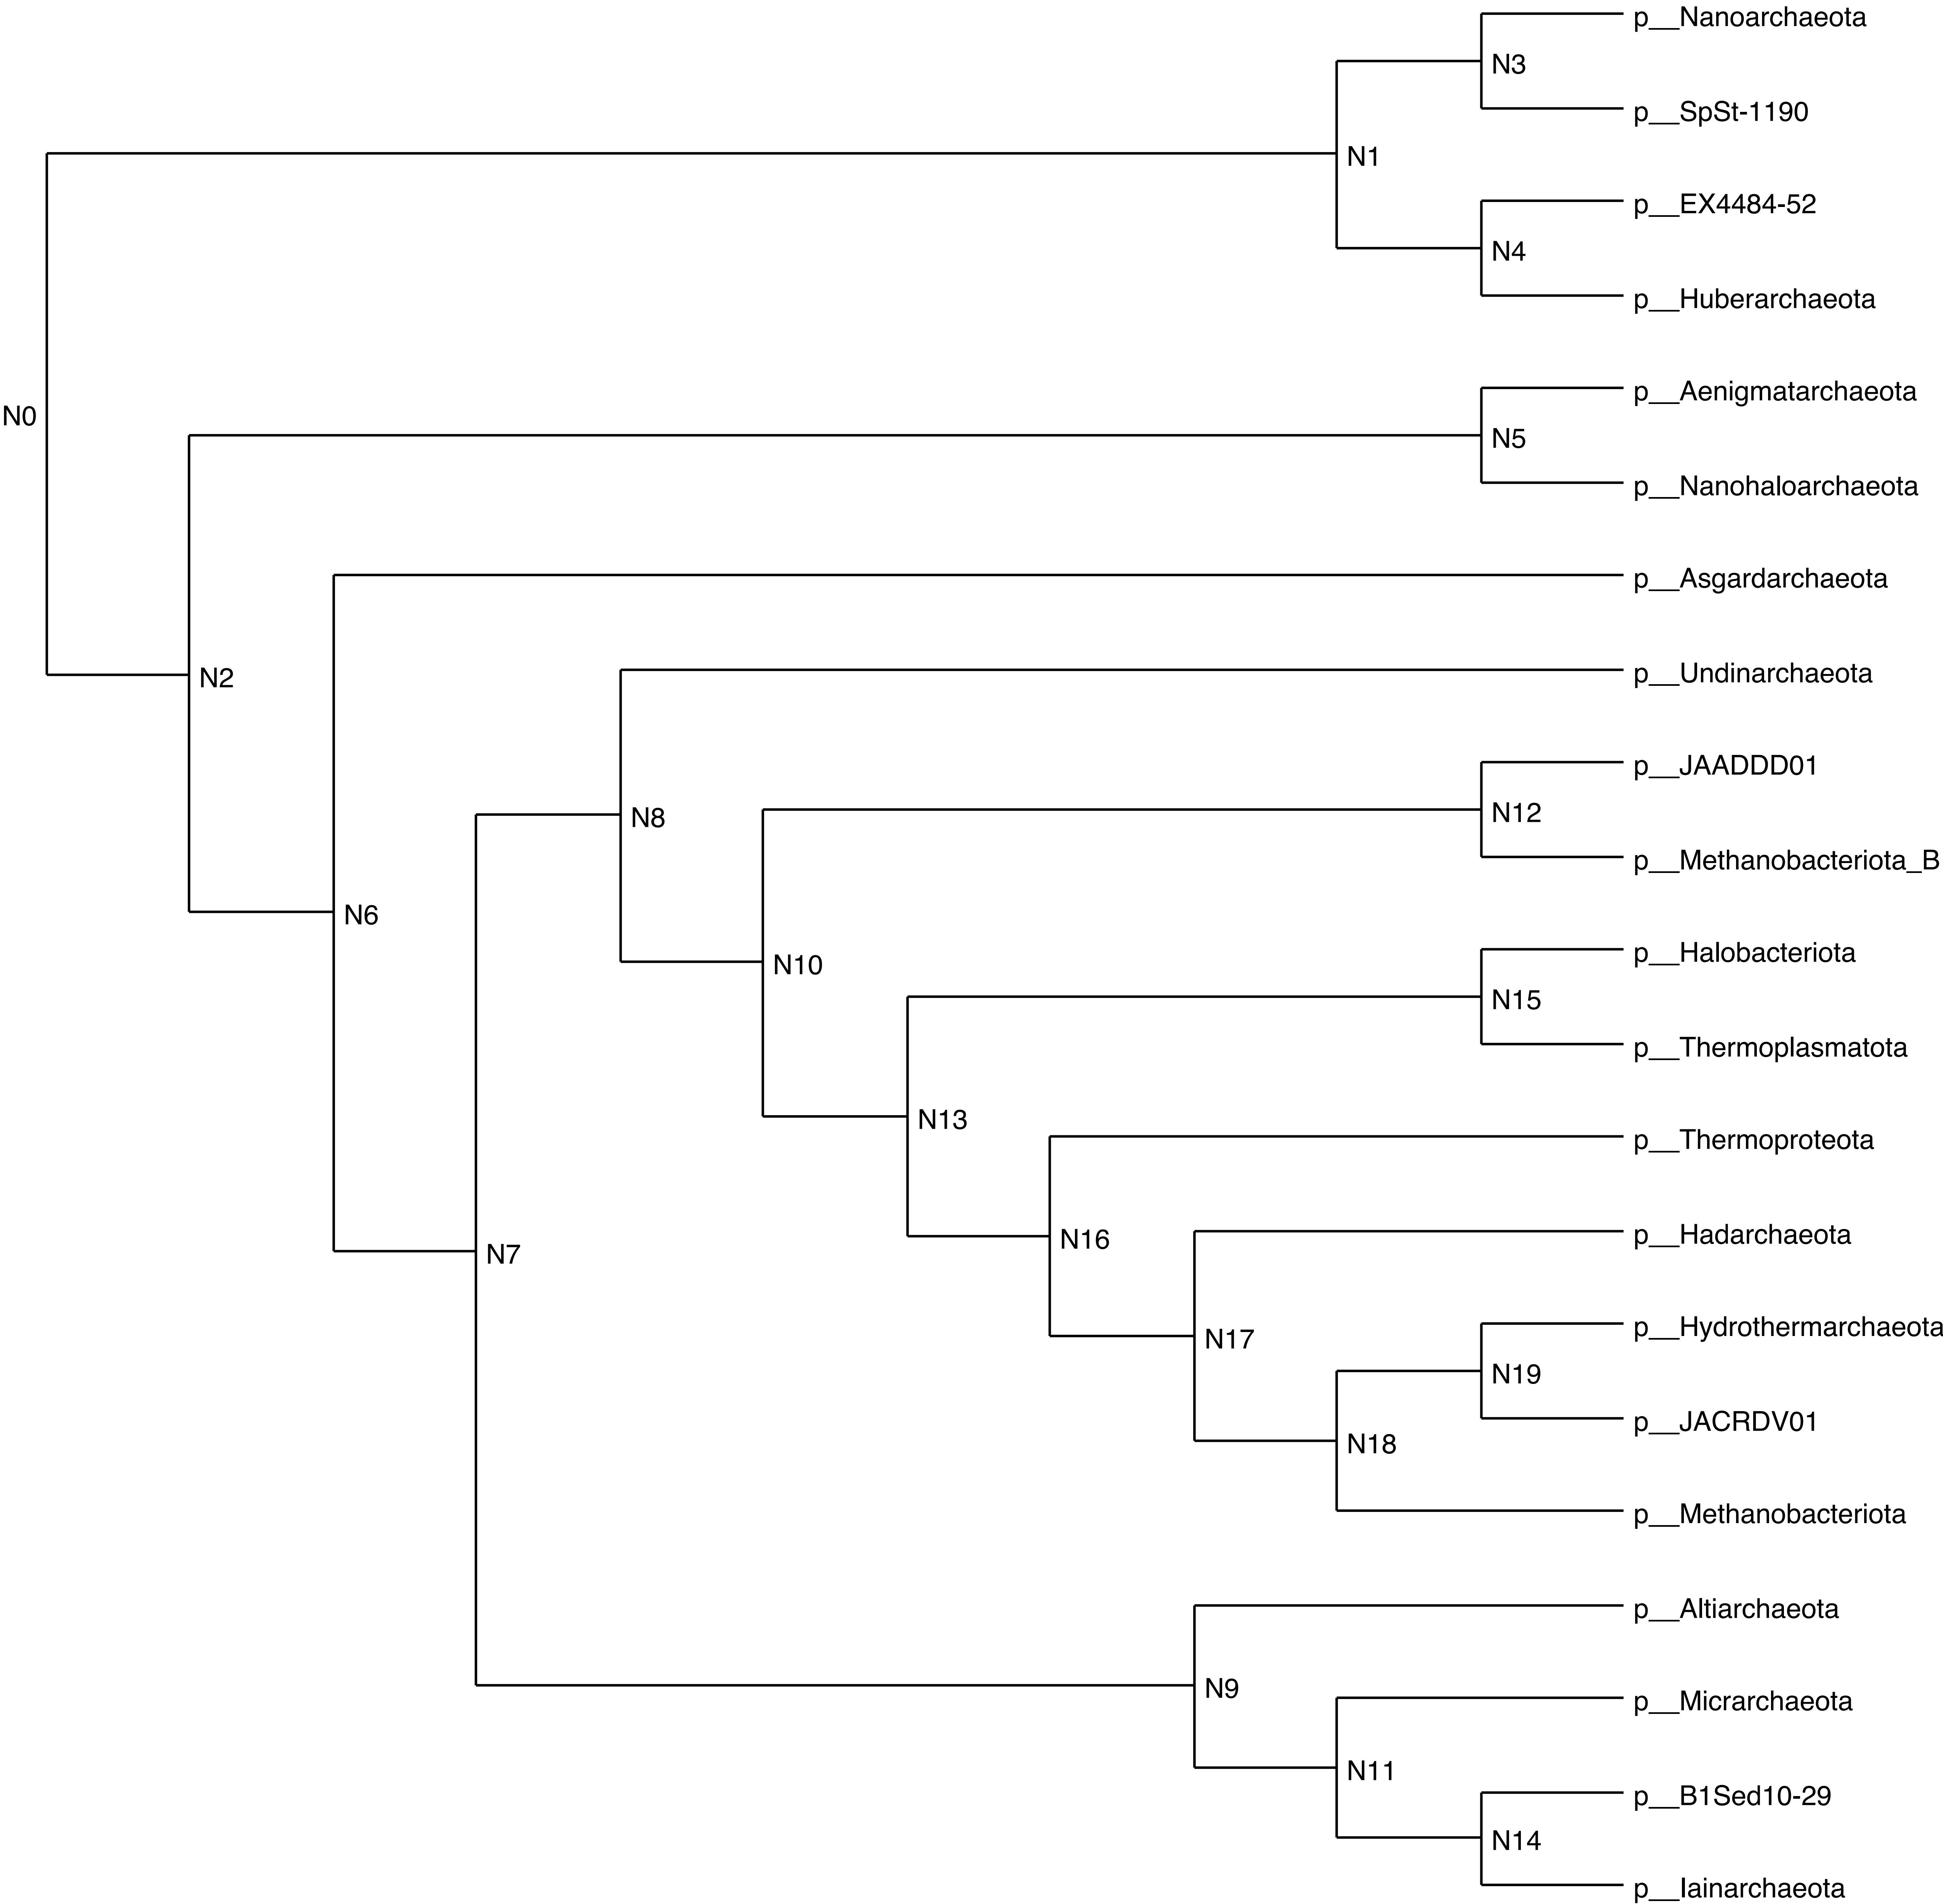 p__Nanoarchaeota
N3
p__SpSt-1190
N1
p__EX4484-52
N4
p__Huberarchaeota
p__Aenigmatarchaeota
N0
N5
p__Nanohaloarchaeota
p__Asgardarchaeota
p__Undinarchaeota
N2
p__JAADDD01
N12
N8
p__Methanobacteriota_B
N6
p__Halobacteriota
N10
N15
p__Thermoplasmatota
N13
p__Thermoproteota
p__Hadarchaeota
N16
N7
p__Hydrothermarchaeota
N17
N19
p__JACRDV01
N18
p__Methanobacteriota
p__Altiarchaeota
N9
p__Micrarchaeota
N11
p__B1Sed10-29
N14
p__Iainarchaeota